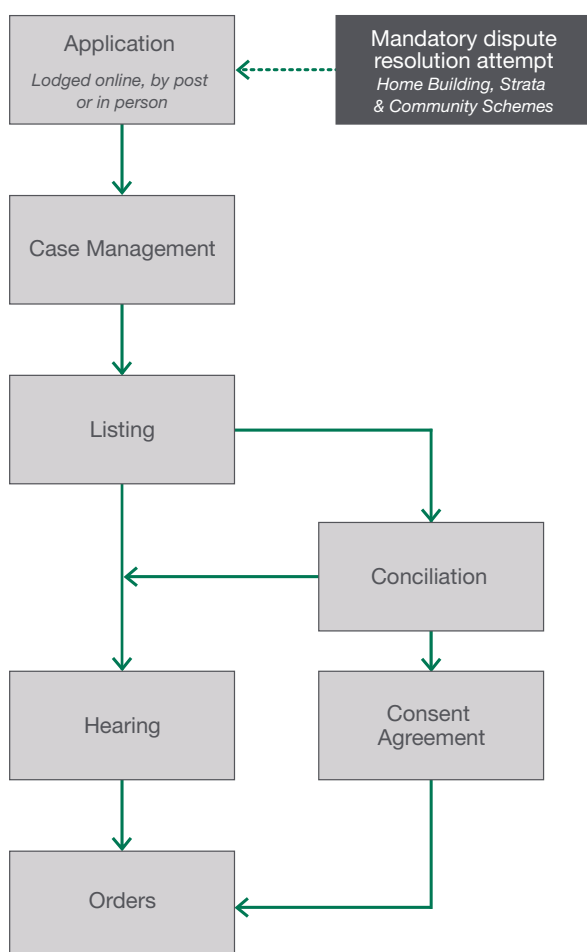 Application
Lodged online, by post
or in person
Mandatory dispute
resolution attempt
Home Building, Strata
& Community Schemes
Case Management
Listing
Conciliation
Hearing
Consent
Agreement
Orders